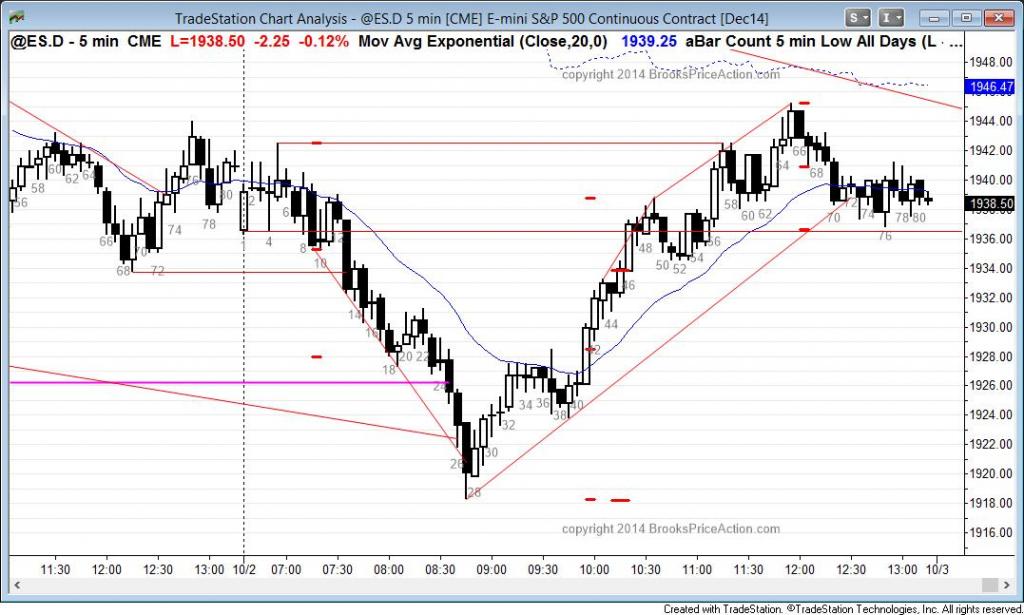 TradeStation Chart Analysis - @ES.D 5 min [CME] E-mini S&P 500 Continuous Contract [Dec14]
S I
@ES.D - 5 min CME L=1938.50 -2.25 -0.12% Mov Avg Exponential (Close,20,0) 1939.25 aBar Count 5 min Low All Days (L ...
copyright 2014 BrooksPriceAction.com
1948.00
1946.47
1944.00
1942.00
1940.00
1938.50
1936.00
1934.00
1932.00
1930.00
1928.00
1926.00
1924.00
1922.00
1920.00
1918.00
1916.00
56 58 60 62 64 66 68 70 72 74 76 78 80
2 4 6 8 10 14 16 18 20 22 24 26 28 30 32 34 36 38 40 42 44 46 48 50 52 54 56 58 60 62 64 66 68 70 72 74 76 78 80
copyright 2014 BrooksPriceAction.com
11:30 12:00 12:30 13:00 10/2 07:00 07:30 08:00 08:30 09:00 09:30 10:00 10:30 11:00 11:30 12:00 12:30 13:00 10/3
Created with TradeStation. ©TradeStation Technologies, Inc. All rights reserved.